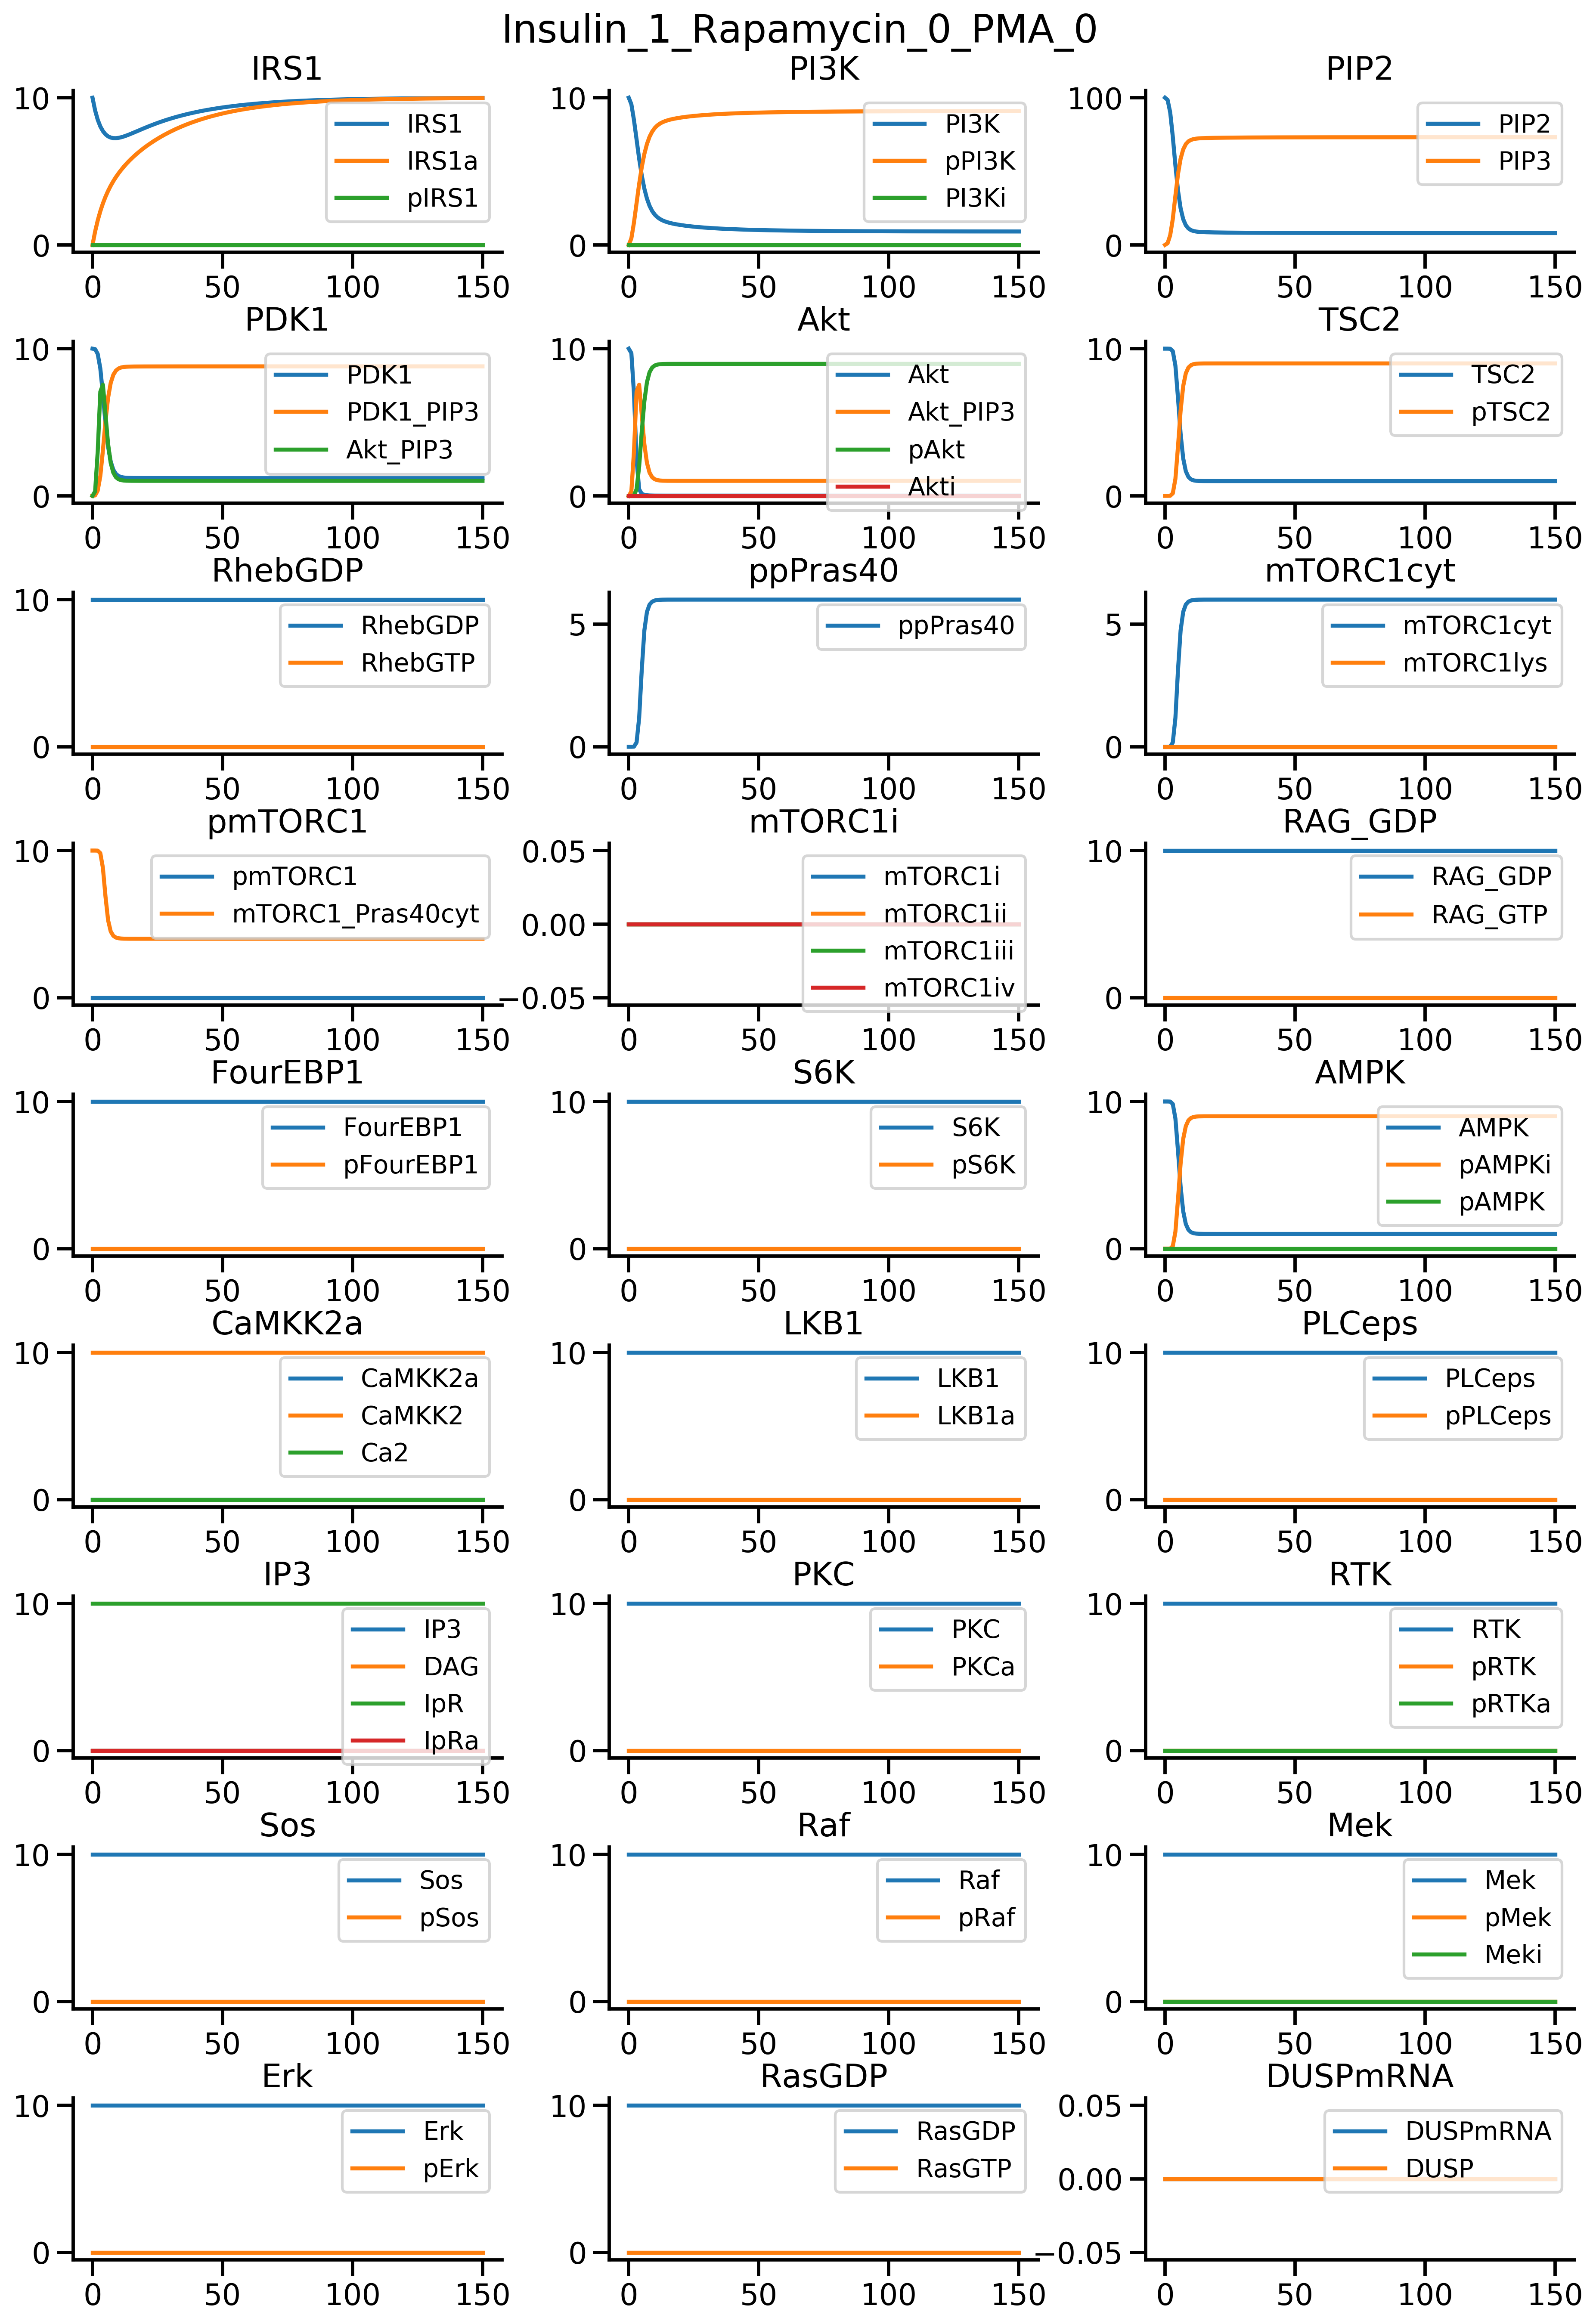 Insulin_1_Rapamycin_0_PMA_0
IRS1
10
0
0 50 100 150
IRS1
IRS1a
pIRS1
PI3K
10
0
0 50 100 150
PI3K
pPI3K
PI3Ki
PIP2
100
0
0 50 100 150
PIP2
PIP3
PDK1
10
0
0 50 100 150
PDK1
PDK1_PIP3
Akt_PIP3
Akt
10
0
0 50 100 150
Akt
Akt_PIP3
pAkt
Akti
TSC2
10
0
0 50 100 150
TSC2
pTSC2
RhebGDP
10
0
0 50 100 150
RhebGDP
RhebGTP
ppPras40
5
0
0 50 100 150
ppPras40
mTORC1cyt
5
0
0 50 100 150
mTORC1cyt
mTORC1lys
pmTORC1
10
0
0 50 100 150
pmTORC1
mTORC1_Pras40cyt
mTORC1i
0.05
0.00
−0.05
0 50 100 150
mTORC1i
mTORC1ii
mTORC1iii
mTORC1iv
RAG_GDP
10
0
0 50 100 150
RAG_GDP
RAG_GTP
FourEBP1
10
0
0 50 100 150
FourEBP1
pFourEBP1
S6K
10
0
0 50 100 150
S6K
pS6K
AMPK
10
0
0 50 100 150
AMPK
pAMPKi
pAMPK
CaMKK2a
10
0
0 50 100 150
CaMKK2a
CaMKK2
Ca2
LKB1
10
0
0 50 100 150
LKB1
LKB1a
PLCeps
10
0
0 50 100 150
PLCeps
pPLCeps
IP3
10
0
0 50 100 150
IP3
DAG
IpR
IpRa
PKC
10
0
0 50 100 150
PKC
PKCa
RTK
10
0
0 50 100 150
RTK
pRTK
pRTKa
Sos
10
0
0 50 100 150
Sos
pSos
Raf
10
0
0 50 100 150
Raf
pRaf
Mek
10
0
0 50 100 150
Mek
pMek
Meki
Erk
10
0
0 50 100 150
Erk
pErk
RasGDP
10
0
0 50 100 150
RasGDP
RasGTP
DUSPmRNA
0.05
0.00
−0.05
0 50 100 150
DUSPmRNA
DUSP